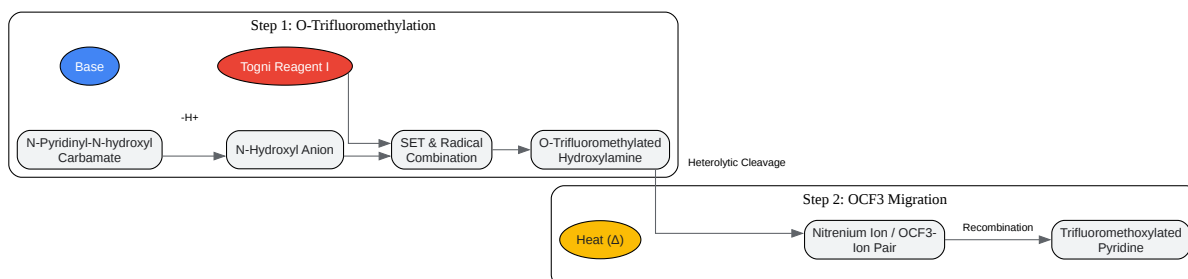 Step 1: O-Trifluoromethylation
Base
Togni Reagent I
-H+
N-Pyridinyl-N-hydroxyl
Carbamate
N-Hydroxyl Anion
SET & Radical
Combination
O-Trifluoromethylated
Hydroxylamine
Heterolytic Cleavage
Step 2: OCF3 Migration
Heat (Δ)
Nitrenium Ion / OCF3-
Ion Pair
Recombination
Trifluoromethoxylated
Pyridine